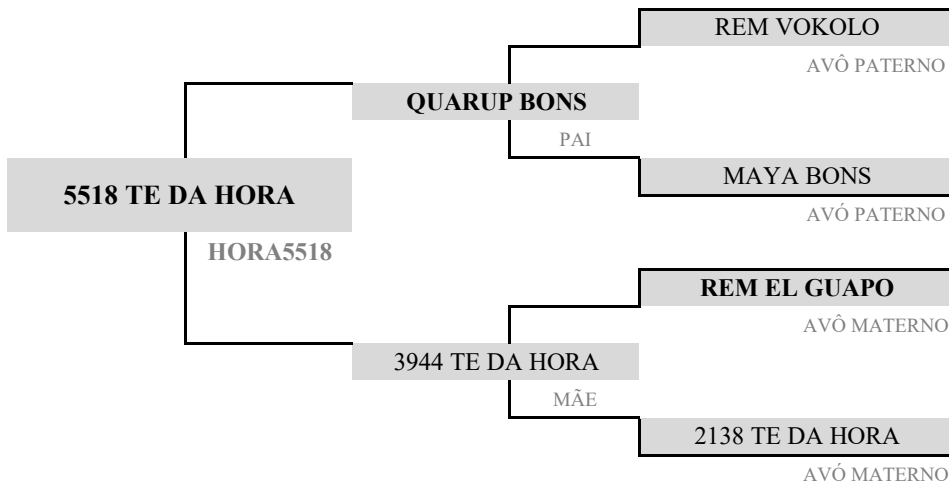 REM VOKOLO
AVÔ PATERNO
QUARUP BONS
PAI
MAYA BONS
AVÓ PATERNO
5518 TE DA HORA
HORA5518
REM EL GUAPO
AVÔ MATERNO
3944 TE DA HORA
MÃE
2138 TE DA HORA
AVÓ MATERNO